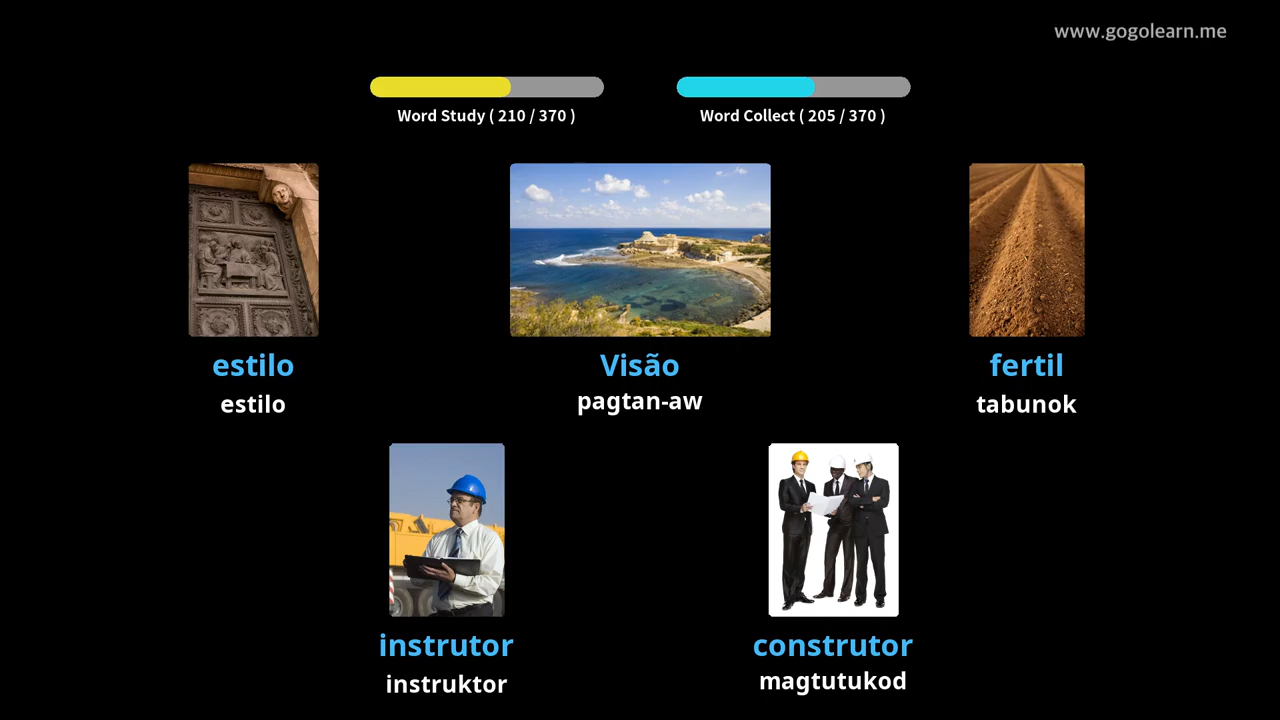 www.gogolearn.me
Word Study ( 210 / 370 )
Word Collect ( 205 / 370 )
estilo
estilo
Visão
pagtan-aw
fertil
tabunok
instrutor
instruktor
construtor
magtutukod